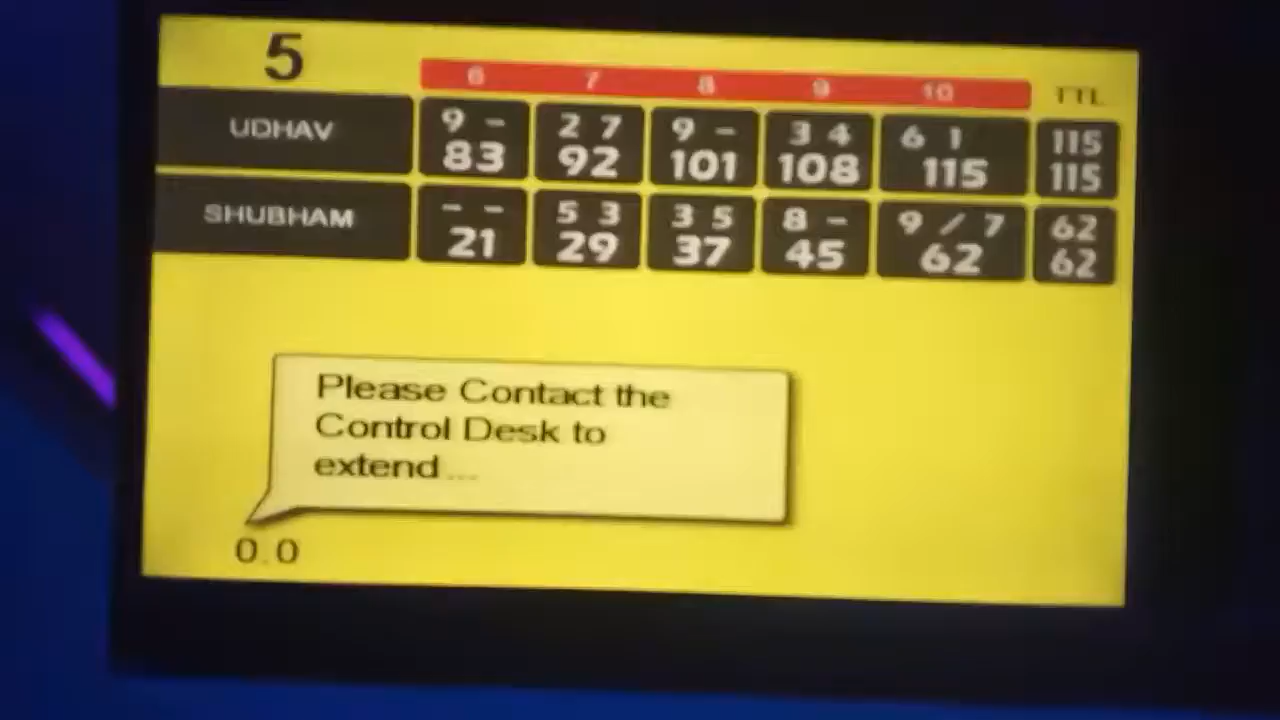 5
6 7 8 9 10 TTL
9 - 2 7 9 - 3 4 6 1 115
UDHAV
83 92 101 108 115 115
- - 5 3 3 5 8 - 9 / 7 62
SHUBHAM
21 29 37 45 62 62
Please Contact the
Control Desk to
extend...
0.0